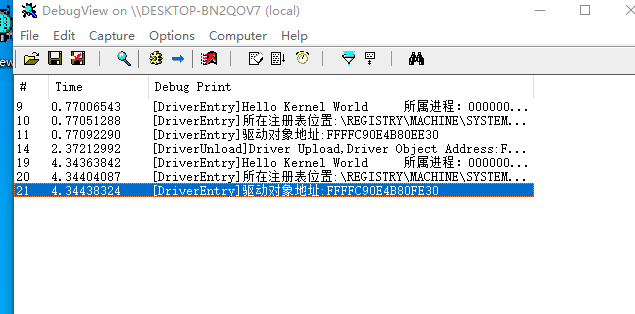 DebugView on \\DESKTOP-BN2QOV7 (local)
File Edit Capture Options Computer Help
# Time Debug Print
9 0.77006543 [DriverEntry]Hello Kernel World 所属进程: 000000...
10 0.77051288 [DriverEntry]所在注册表位置:\REGISTRY\MACHINE\SYSTEM...
11 0.77092290 [DriverEntry]驱动对象地址:FFFFC90E4B80EE30
14 2.37212992 [DriverUnload]Driver Upload,Driver Object Address:F...
19 4.34363842 [DriverEntry]Hello Kernel World 所属进程: 000000...
20 4.34404087 [DriverEntry]所在注册表位置:\REGISTRY\MACHINE\SYSTEM...
21 4.34438324 [DriverEntry]驱动对象地址:FFFFC90E4B80FE30